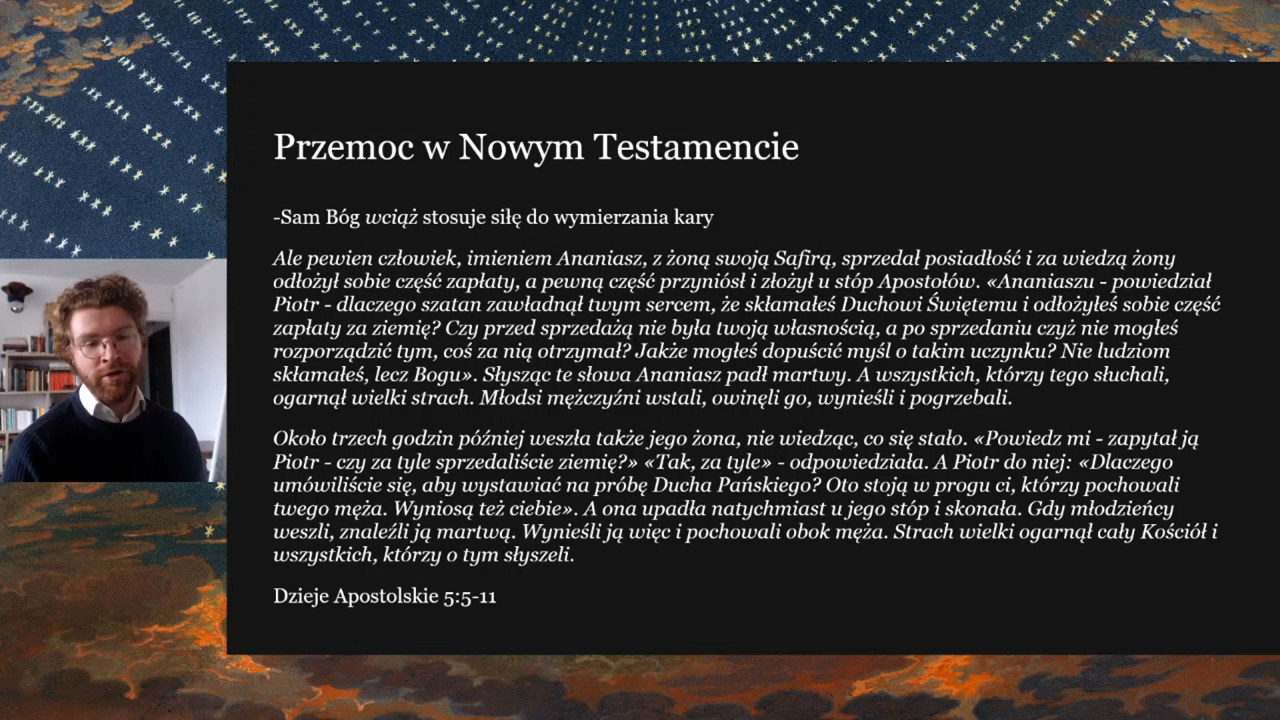 Przemoc w Nowym Testamencie
-Sam Bóg wciąż stosuje siłę do wymierzania kary
Ale pewien człowiek, imieniem Ananiasz, z żoną swoją Safirą, sprzedał posiadłość i za wiedzą żony
odłożył sobie część zapłaty, a pewną część przyniósł i złożył u stóp Apostołów. «Ananiaszu - powiedział
Piotr - dlaczego szatan zawładnął twym sercem, że skłamałeś Duchowi Świętemu i odłożyłeś sobie część
zapłaty za ziemię? Czy przed sprzedażą nie była twoją własnością, a po sprzedaniu czyż nie mogłeś
rozporządzić tym, coś za nią otrzymał? Jakże mogłeś dopuścić myśl o takim uczynku? Nie ludziom
skłamałeś, lecz Bogu». Słysząc te słowa Ananiasz padł martwy. A wszystkich, którzy tego słuchali,
ogarnął wielki strach. Młodsi mężczyźni wstali, owinęli go, wynieśli i pogrzebali.
Około trzech godzin później weszła także jego żona, nie wiedząc, co się stało. «Powiedz mi - zapytał ją
Piotr - czy za tyle sprzedaliście ziemię?» «Tak, za tyle» - odpowiedziała. A Piotr do niej: «Dlaczego
umówiliście się, aby wystawiać na próbę Ducha Pańskiego? Oto stoją w progu ci, którzy pochowali
twego męża. Wyniosą też ciebie». A ona upadła natychmiast u jego stóp i skonała. Gdy młodzieńcy
weszli, znaleźli ją martwą. Wynieśli ją więc i pochowali obok męża. Strach wielki ogarnął cały Kościół i
wszystkich, którzy o tym słyszeli.
Dzieje Apostolskie 5:5-11